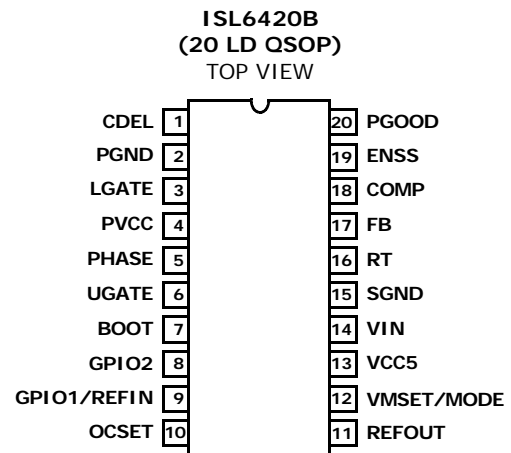 ISL6420B
(20 LD QSOP)
TOP VIEW
CDEL 1 20 PGOOD
PGND 2 19 ENSS
LGATE 3 18 COMP
PVCC 4 17 FB
PHASE 5 16 RT
UGATE 6 15 SGND
BOOT 7 14 VIN
GPIO2 8 13 VCC5
GPIO1/REFIN 9 12 VMSET/MODE
OCSET 10 11 REFOUT